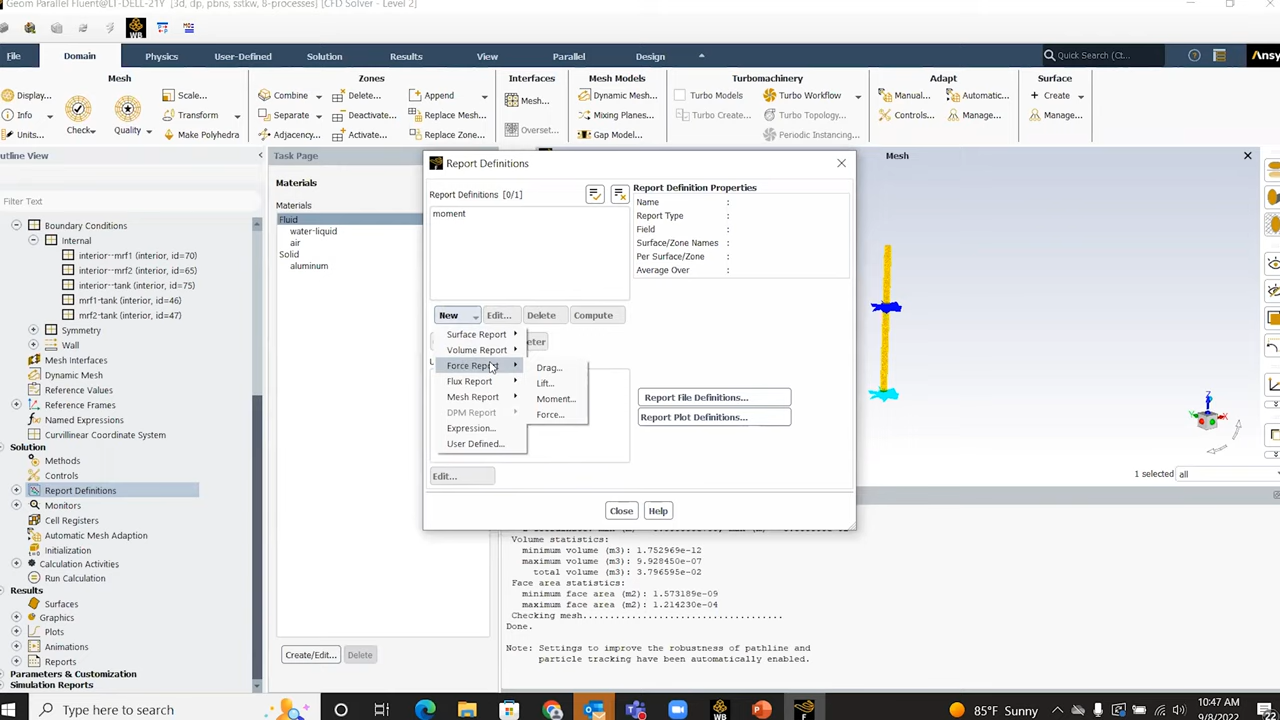 Geom Parallel Fluent@LT-DELL-21Y [3d, dp, pbns, sstkw, 8-processes] [CFD Solver - Level 2]
WB
File Domain Physics User-Defined Solution Results View Parallel Design
Quick Search (Ct...
Ansy
Mesh Zones Interfaces Mesh Models Turbomachinery Adapt Surface
Display... Scale... Combine Delete... Append Mesh... Dynamic Mesh... Turbo Models Turbo Workflow Manual... Automatic... Create
Info Check Quality Transform Separate Deactivate... Replace Mesh... Mixing Planes... Turbo Create... Turbo Topology... Controls... Manage... Manage...
Units... Make Polyhedra Adjacency... Activate... Replace Zone... Overset... Gap Model... Periodic Instancing...
utline View
Filter Text
Boundary Conditions
Internal
interior--mrf1 (interior, id=70)
interior--mrf2 (interior, id=65)
interior--tank (interior, id=75)
mrf1-tank (interior, id=46)
mrf2-tank (interior, id=47)
Symmetry
Wall
Mesh Interfaces
Dynamic Mesh
Reference Values
Reference Frames
Named Expressions
Curvilinear Coordinate System
Solution
Methods
Controls
Report Definitions
Monitors
Cell Registers
Automatic Mesh Adaption
Initialization
Calculation Activities
Run Calculation
Results
Surfaces
Graphics
Plots
Animations
Reports
Parameters & Customization
Simulation Reports
Task Page
Materials
Materials
Fluid
water-liquid
air
Solid
aluminum
Create/Edit... Delete
Report Definitions
Report Definitions [0/1]
moment
New Edit... Delete Compute
Surface Report
Volume Report
Force Report
Flux Report
Mesh Report
DPM Report
Expression...
User Defined...
Drag...
Lift...
Moment...
Force...
eter
Edit...
Report Definition Properties
Name :
Report Type :
Field :
Surface/Zone Names :
Per Surface/Zone :
Average Over :
Report File Definitions...
Report Plot Definitions...
Close Help
Mesh
1 selected all
Volume statistics:
minimum volume (m3): 1.752969e-12
maximum volume (m3): 9.928450e-07
total volume (m3): 3.796595e-02
Face area statistics:
minimum face area (m2): 1.573189e-09
maximum face area (m2): 1.214230e-04
Checking mesh.....................................
Done.
Note: Settings to improve the robustness of pathline and
particle tracking have been automatically enabled.
Type here to search
WB
F
85°F Sunny
10:47 AM
9/8/202